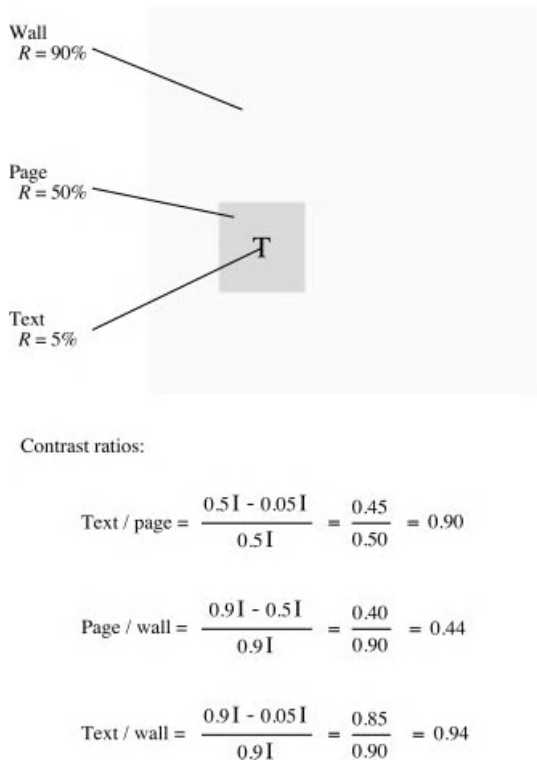 Wall
R = 90%
Page
R = 50%
T
Text
R = 5%
Contrast ratios:
Text / page = (0.5I - 0.05I) / 0.5I = 0.45 / 0.50 = 0.90
Page / wall = (0.9I - 0.5I) / 0.9I = 0.40 / 0.90 = 0.44
Text / wall = (0.9I - 0.05I) / 0.9I = 0.85 / 0.90 = 0.94